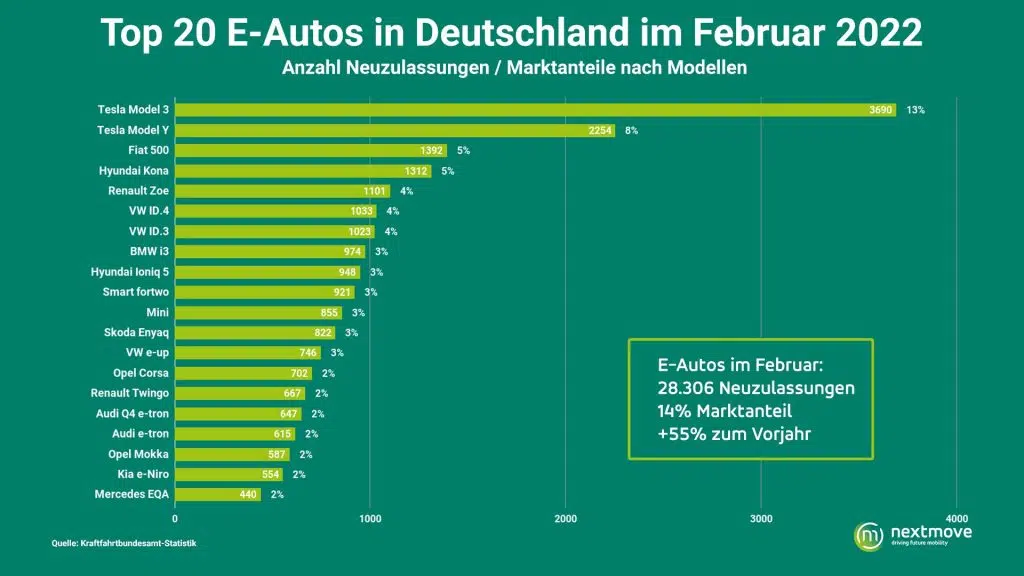 Top 20 E-Autos in Deutschland im Februar 2022
Anzahl Neuzulassungen / Marktanteile nach Modellen
Tesla Model 3 3690 13%
Tesla Model Y 2254 8%
Fiat 500 1392 5%
Hyundai Kona 1312 5%
Renault Zoe 1101 4%
VW ID.4 1033 4%
VW ID.3 1023 4%
BMW i3 974 3%
Hyundai Ioniq 5 948 3%
Smart fortwo 921 3%
Mini 855 3%
Skoda Enyaq 822 3%
VW e-up 746 3%
Opel Corsa 702 2%
Renault Twingo 667 2%
Audi Q4 e-tron 647 2%
Audi e-tron 615 2%
Opel Mokka 587 2%
Kia e-Niro 554 2%
Mercedes EQA 440 2%
0 1000 2000 3000 4000
E-Autos im Februar:
28.306 Neuzulassungen
14% Marktanteil
+55% zum Vorjahr
Quelle: Kraftfahrtbundesamt-Statistik
m nextmove
driving future mobility